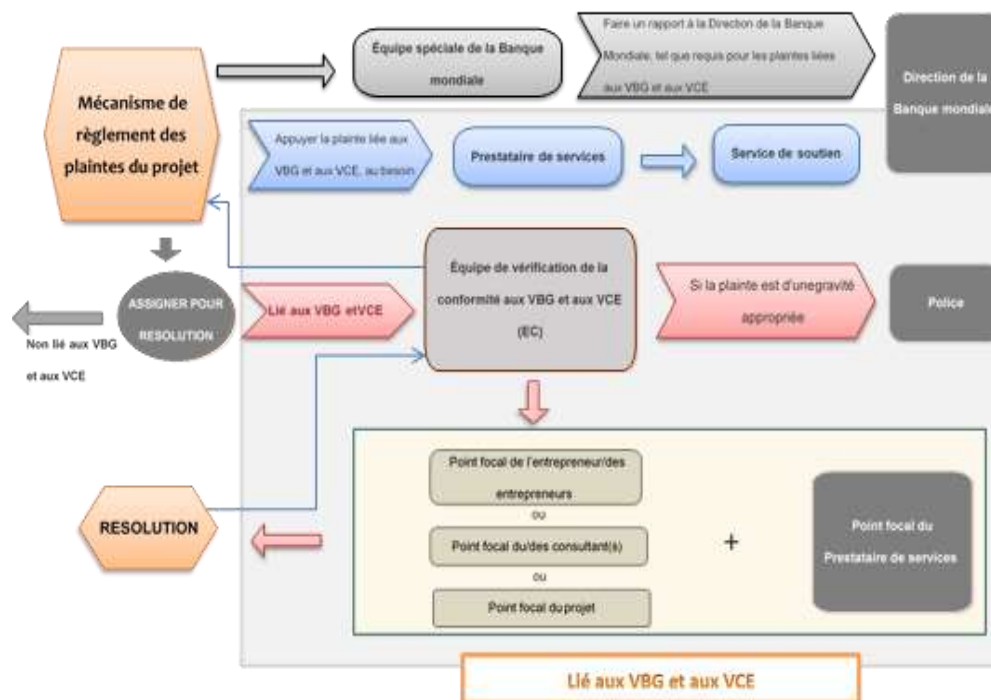 Mécanisme de
règlement des
plaintes du projet
Équipe spéciale de la Banque
mondiale
Faire un rapport à la Direction de la Banque
Mondiale, tel que requis pour les plaintes liées
aux VBG et aux VCE
Direction de la
Banque mondiale
Appuyer la plainte liée aux
VBG et aux VCE, au besoin
Prestataire de services
Service de soutien
ASSIGNER POUR
RESOLUTION
Non lié aux VBG
et aux VCE
Lié aux VBG etVCE
Équipe de vérification de la
conformité aux VBG et aux VCE
(EC)
Si la plainte est d'unegravité
appropriée
Police
Point focal de l'entrepreneur/des
entrepreneurs
ou
Point focal du/des consultant(s)
ou
Point focal du projet
+
Point focal du
Prestataire de services
RESOLUTION
Lié aux VBG et aux VCE